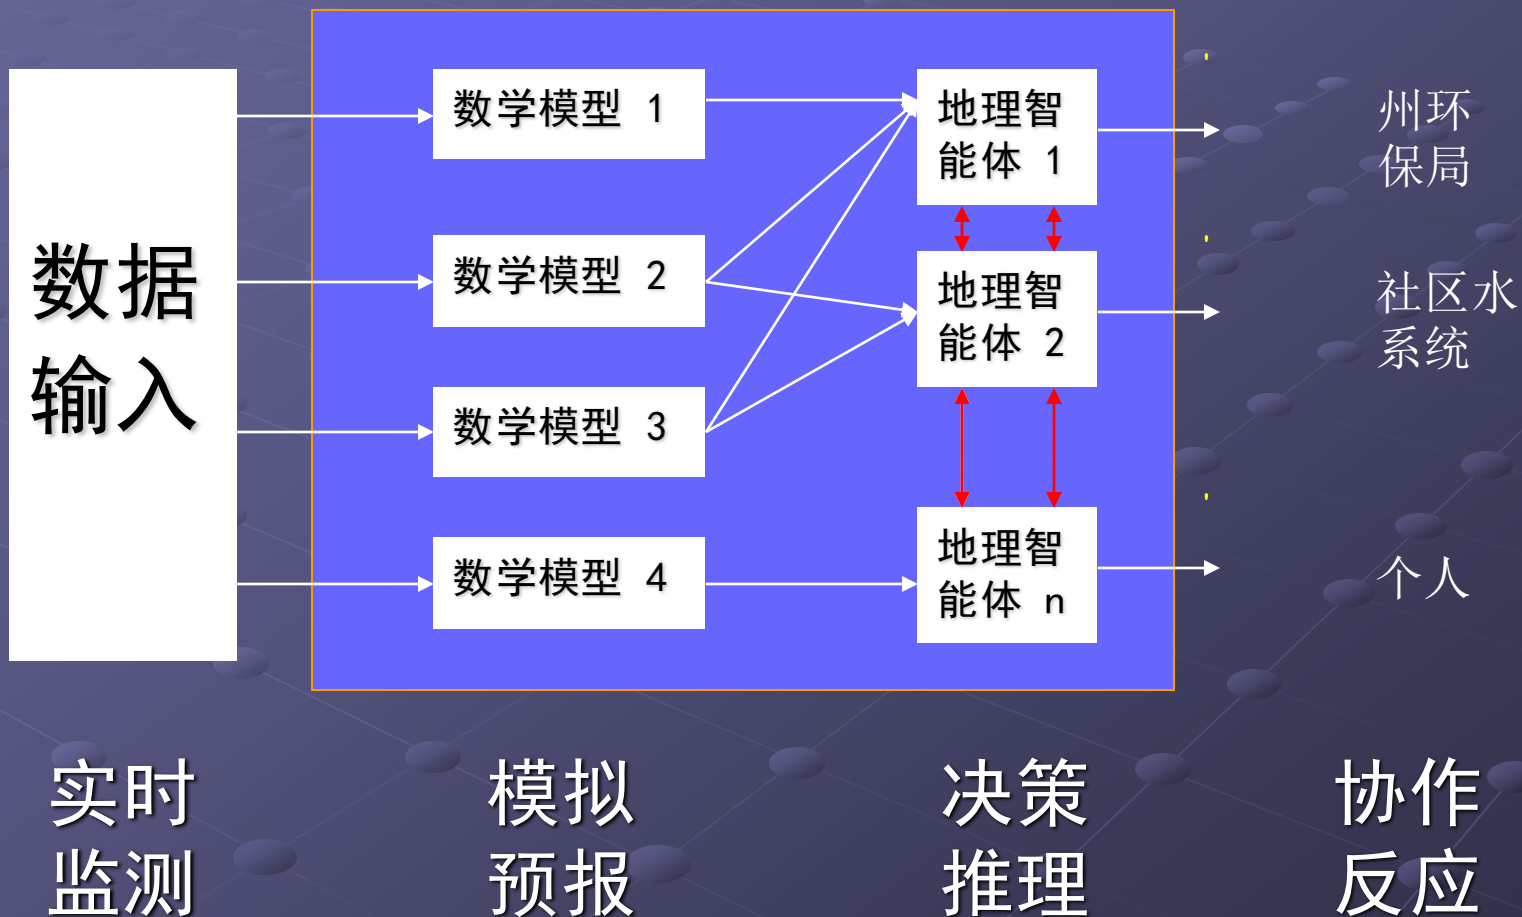 数据
输入
数学模型 1
数学模型 2
数学模型 3
数学模型 4
地理智
能体 1
地理智
能体 2
地理智
能体 n
州环
保局
社区水
系统
个人
实时
监测
模拟
预报
决策
推理
协作
反应